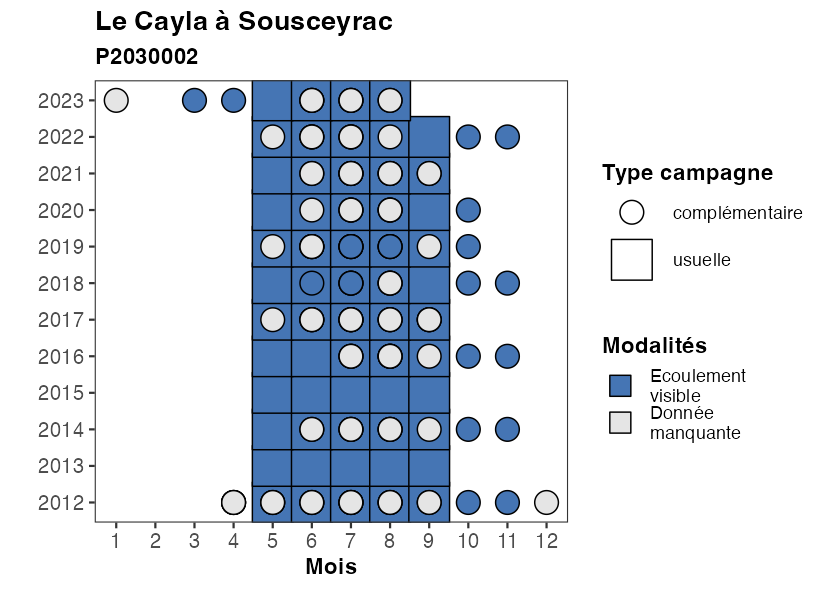 Le Cayla à Sousceyrac
P2030002
2023
2022
2021
2020
2019
2018
2017
2016
2015
2014
2013
2012
1 2 3 4 5 6 7 8 9 10 11 12
Mois
Type campagne
complémentaire
usuelle
Modalités
Ecoulement
visible
Donnée
manquante